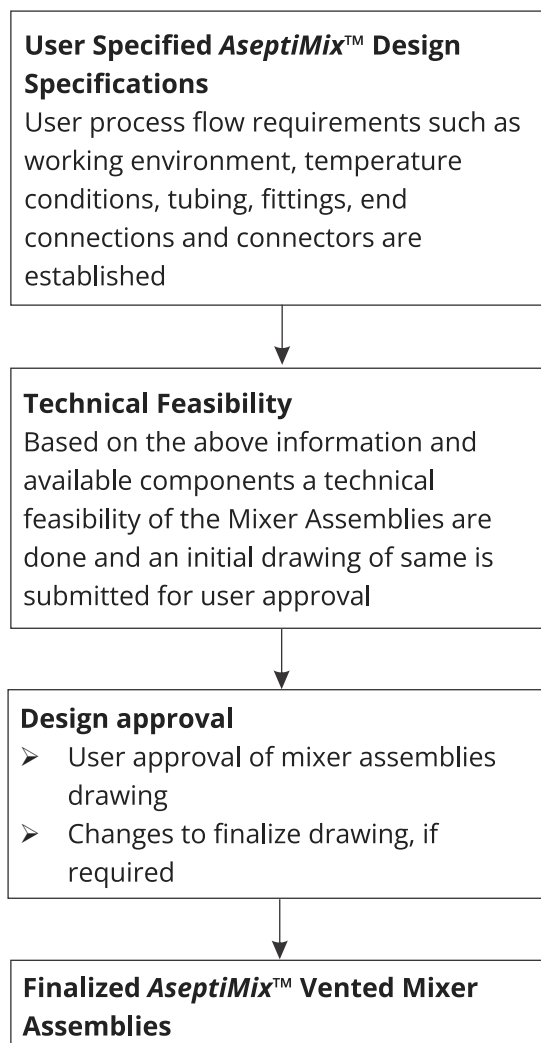 User Specified AseptiMix™ Design
Specifications
User process flow requirements such as
working environment, temperature
conditions, tubing, fittings, end
connections and connectors are
established
Technical Feasibility
Based on the above information and
available components a technical
feasibility of the Mixer Assemblies are
done and an initial drawing of same is
submitted for user approval
Design approval
➢ User approval of mixer assemblies
drawing
➢ Changes to finalize drawing, if
required
Finalized AseptiMix™ Vented Mixer
Assemblies